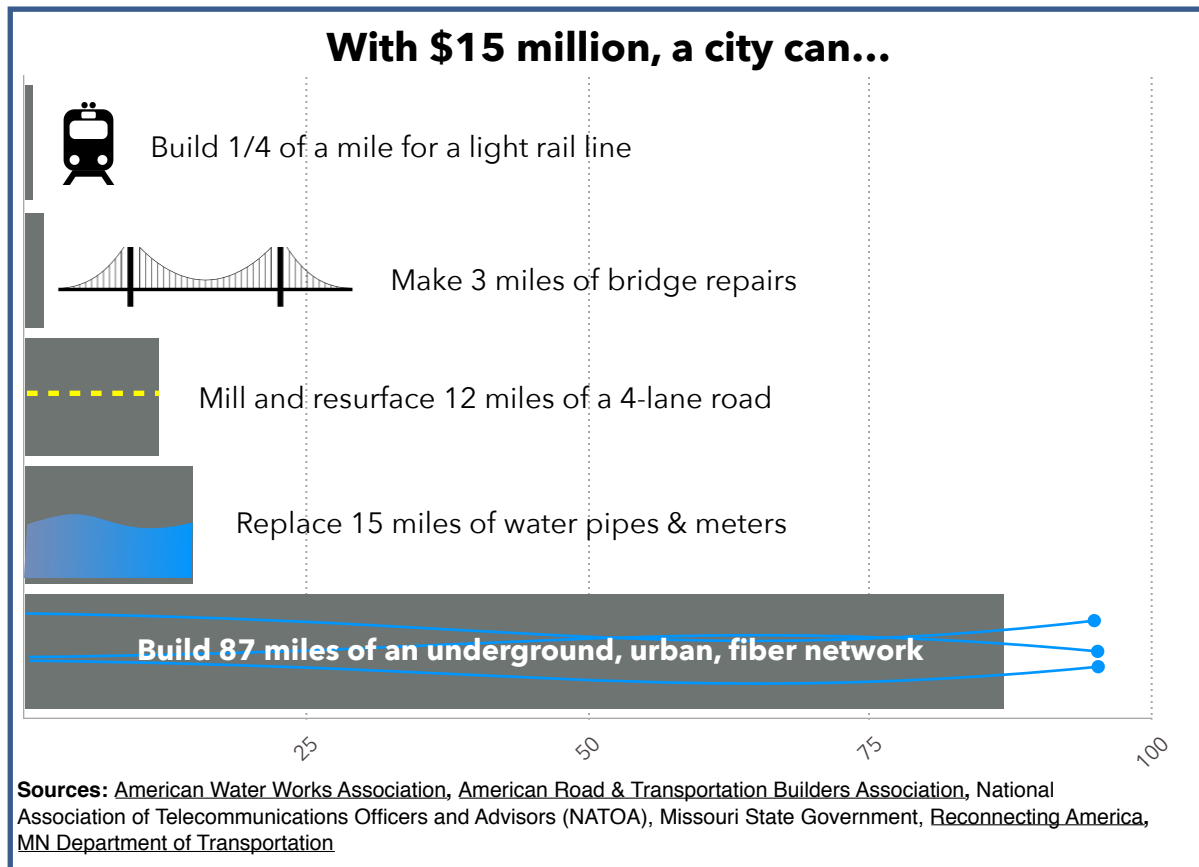 With $15 million, a city can...
Build 1/4 of a mile for a light rail line
Make 3 miles of bridge repairs
Mill and resurface 12 miles of a 4-lane road
Replace 15 miles of water pipes & meters
Build 87 miles of an underground, urban, fiber network
25
50
75
100
Sources: American Water Works Association, American Road & Transportation Builders Association, National
Association of Telecommunications Officers and Advisors (NATOA), Missouri State Government, Reconnecting America,
MN Department of Transportation